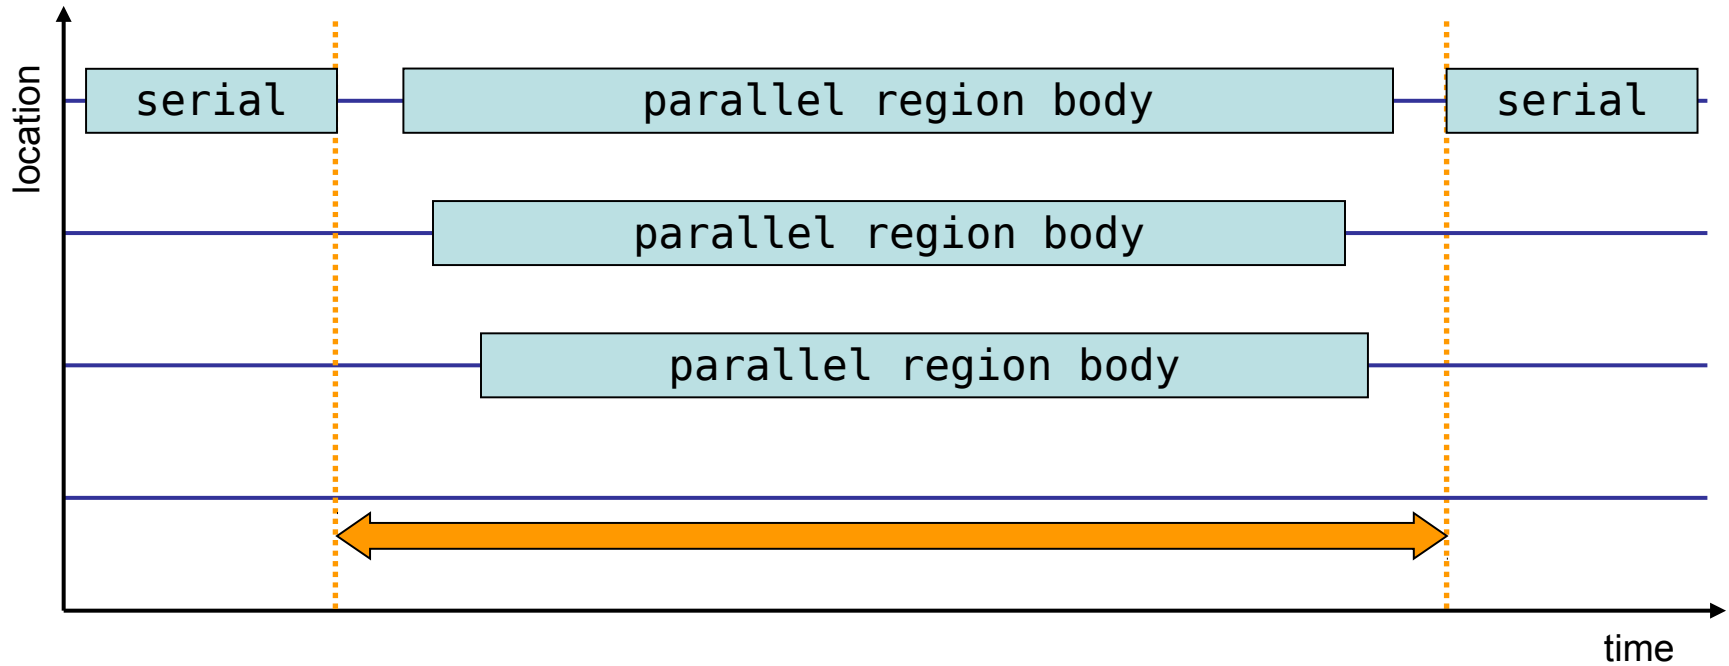 location
serial
parallel region body
serial
parallel region body
parallel region body
time